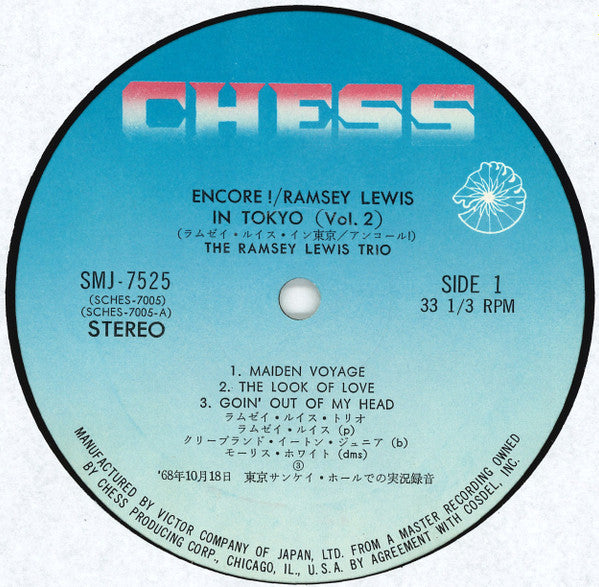 CHESS
ENCORE!/RAMSEY LEWIS
IN TOKYO (Vol.2)
(ラムゼイ・ルイス・イン東京/アンコール!)
THE RAMSEY LEWIS TRIO
SMJ-7525
(SCHES-7005)
(SCHES-7005-A)
STEREO
SIDE 1
33 1/3 RPM
1. MAIDEN VOYAGE
2. THE LOOK OF LOVE
3. GOIN' OUT OF MY HEAD
ラムゼイ・ルイス・トリオ
ラムゼイ・ルイス (p)
クリーブランド・イートン・ジュニア (b)
モーリス・ホワイト (dms)
③
'68年10月18日 東京サンケイ・ホールでの実況録音
MANUFACTURED BY VICTOR COMPANY OF JAPAN, LTD. FROM A MASTER RECORDING OWNED
BY CHESS PRODUCING CORP., CHICAGO, IL., U.S.A. BY AGREEMENT WITH COSDEL, INC.